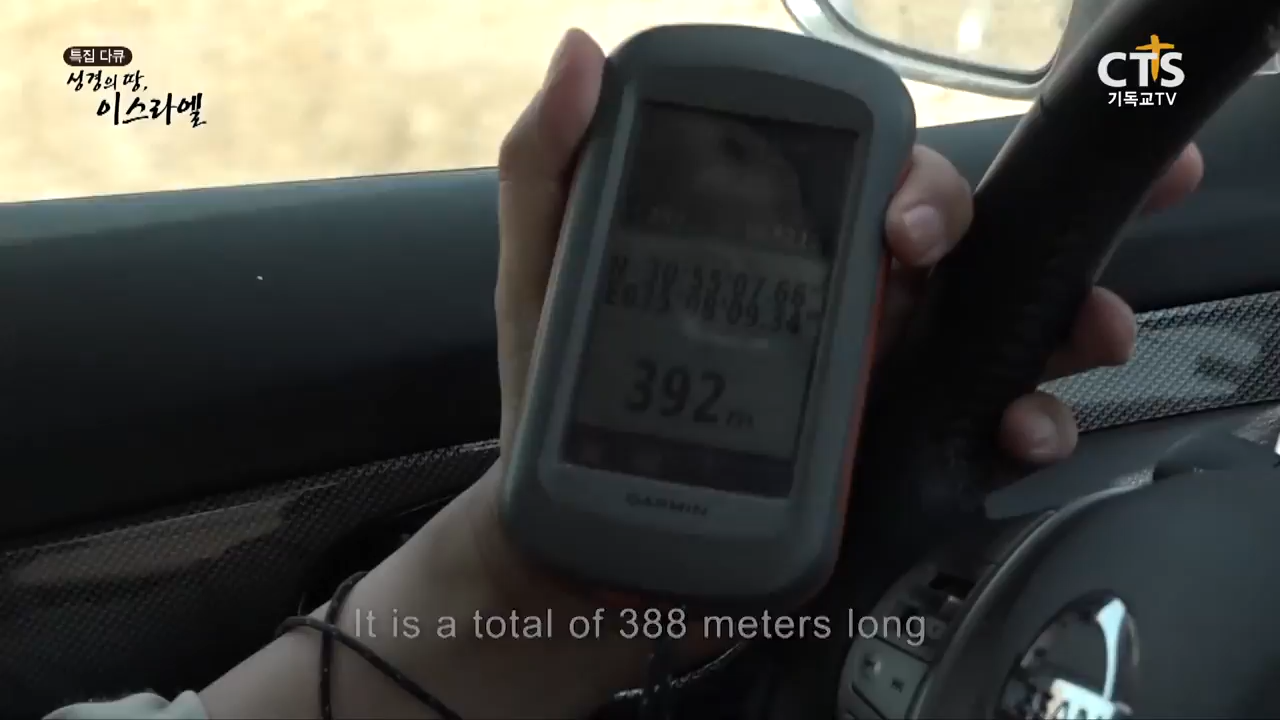 특집 다큐
성경의 땅,
이스라엘
CTS
기독교TV
392 m
GARMIN
It is a total of 388 meters long